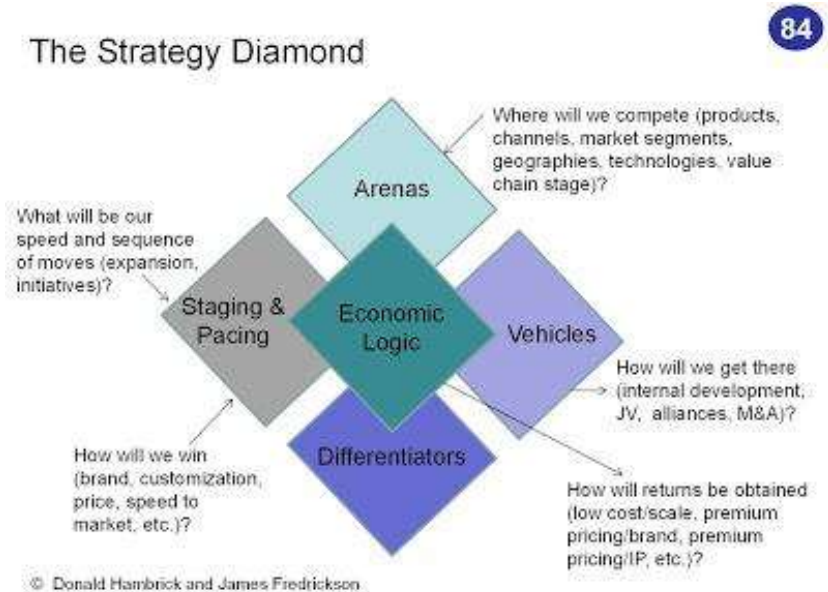 84
The Strategy Diamond
Where will we compete (products,
channels, market segments,
geographies, technologies, value
chain stage)?
Arenas
What will be our
speed and sequence
of moves (expansion,
initiatives)?
Staging &
Pacing
Economic
Logic
Vehicles
How will we get there
(internal development,
JV, alliances, M&A)?
Differentiators
How will we win
(brand, customization,
price, speed to
market, etc.)?
How will returns be obtained
(low cost/scale, premium
pricing/brand, premium
pricing/IP, etc.)?
© Donald Hambrick and James Fredrickson